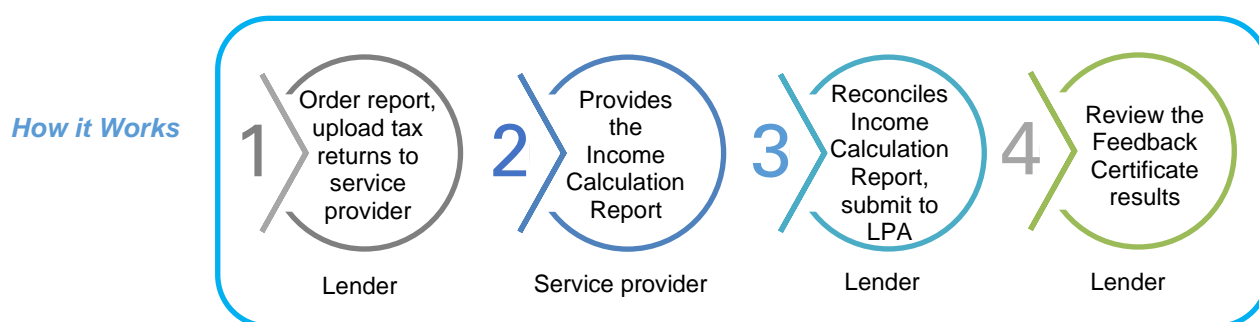 How it Works
1
Order report,
upload tax
returns to
service
provider
Lender
2
Provides
the
Income
Calculation
Report
Service provider
3
Reconciles
Income
Calculation
Report,
submit to
LPA
Lender
4
Review the
Feedback
Certificate
results
Lender